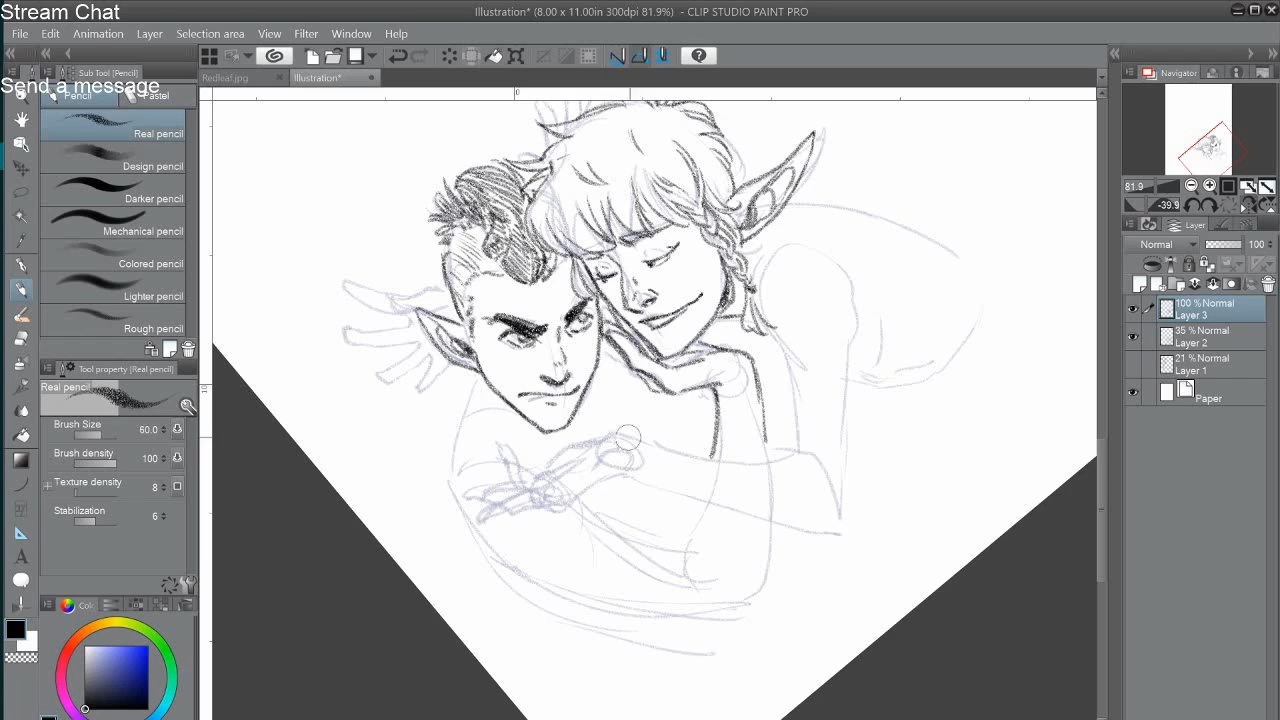 Stream Chat
Illustration* (8.00 x 11.00in 300dpi 81.9%) - CLIP STUDIO PAINT PRO
File Edit Animation Layer Selection area View Filter Window Help
Sub Tool [Pencil]
Redleaf.jpg
Illustration*
Navigator
Send a message
Pencil
Pastel
Real pencil
Design pencil
Darker pencil
Mechanical pencil
Colored pencil
Lighter pencil
Rough pencil
Tool property [Real pencil]
Real pencil
Brush Size 60.0
Brush density 100
Texture density 8
Stabilization 6
Col
0
10
81.9
-39.9
Layer
Normal 100
100 % Normal
Layer 3
35 % Normal
Layer 2
21 % Normal
Layer 1
Paper